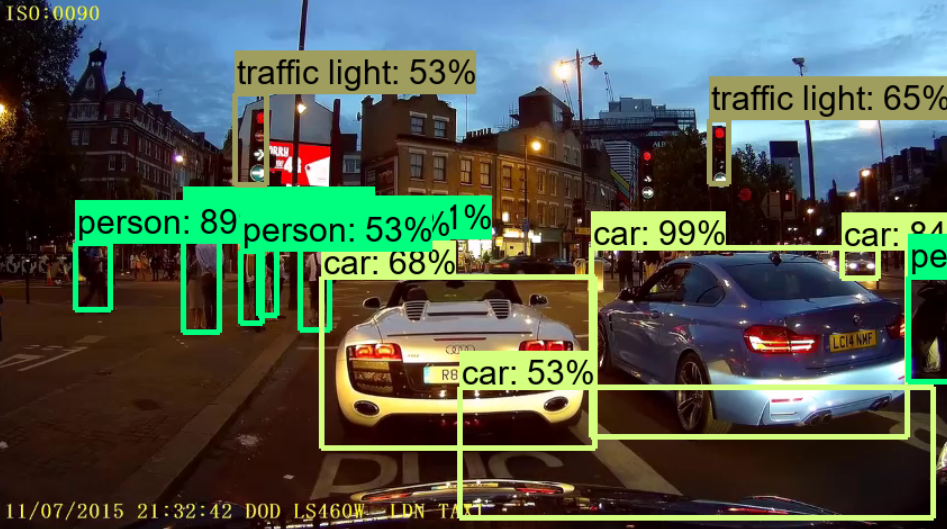 ISO:0090
traffic light: 53%
traffic light: 65%
person: 89
person: 53%
%
1%
car: 99%
car: 84
pe
car: 68%
LC14 NMF
R8
car: 53%
11/07/2015 21:32:42 DOD LS460W LDN TAXI